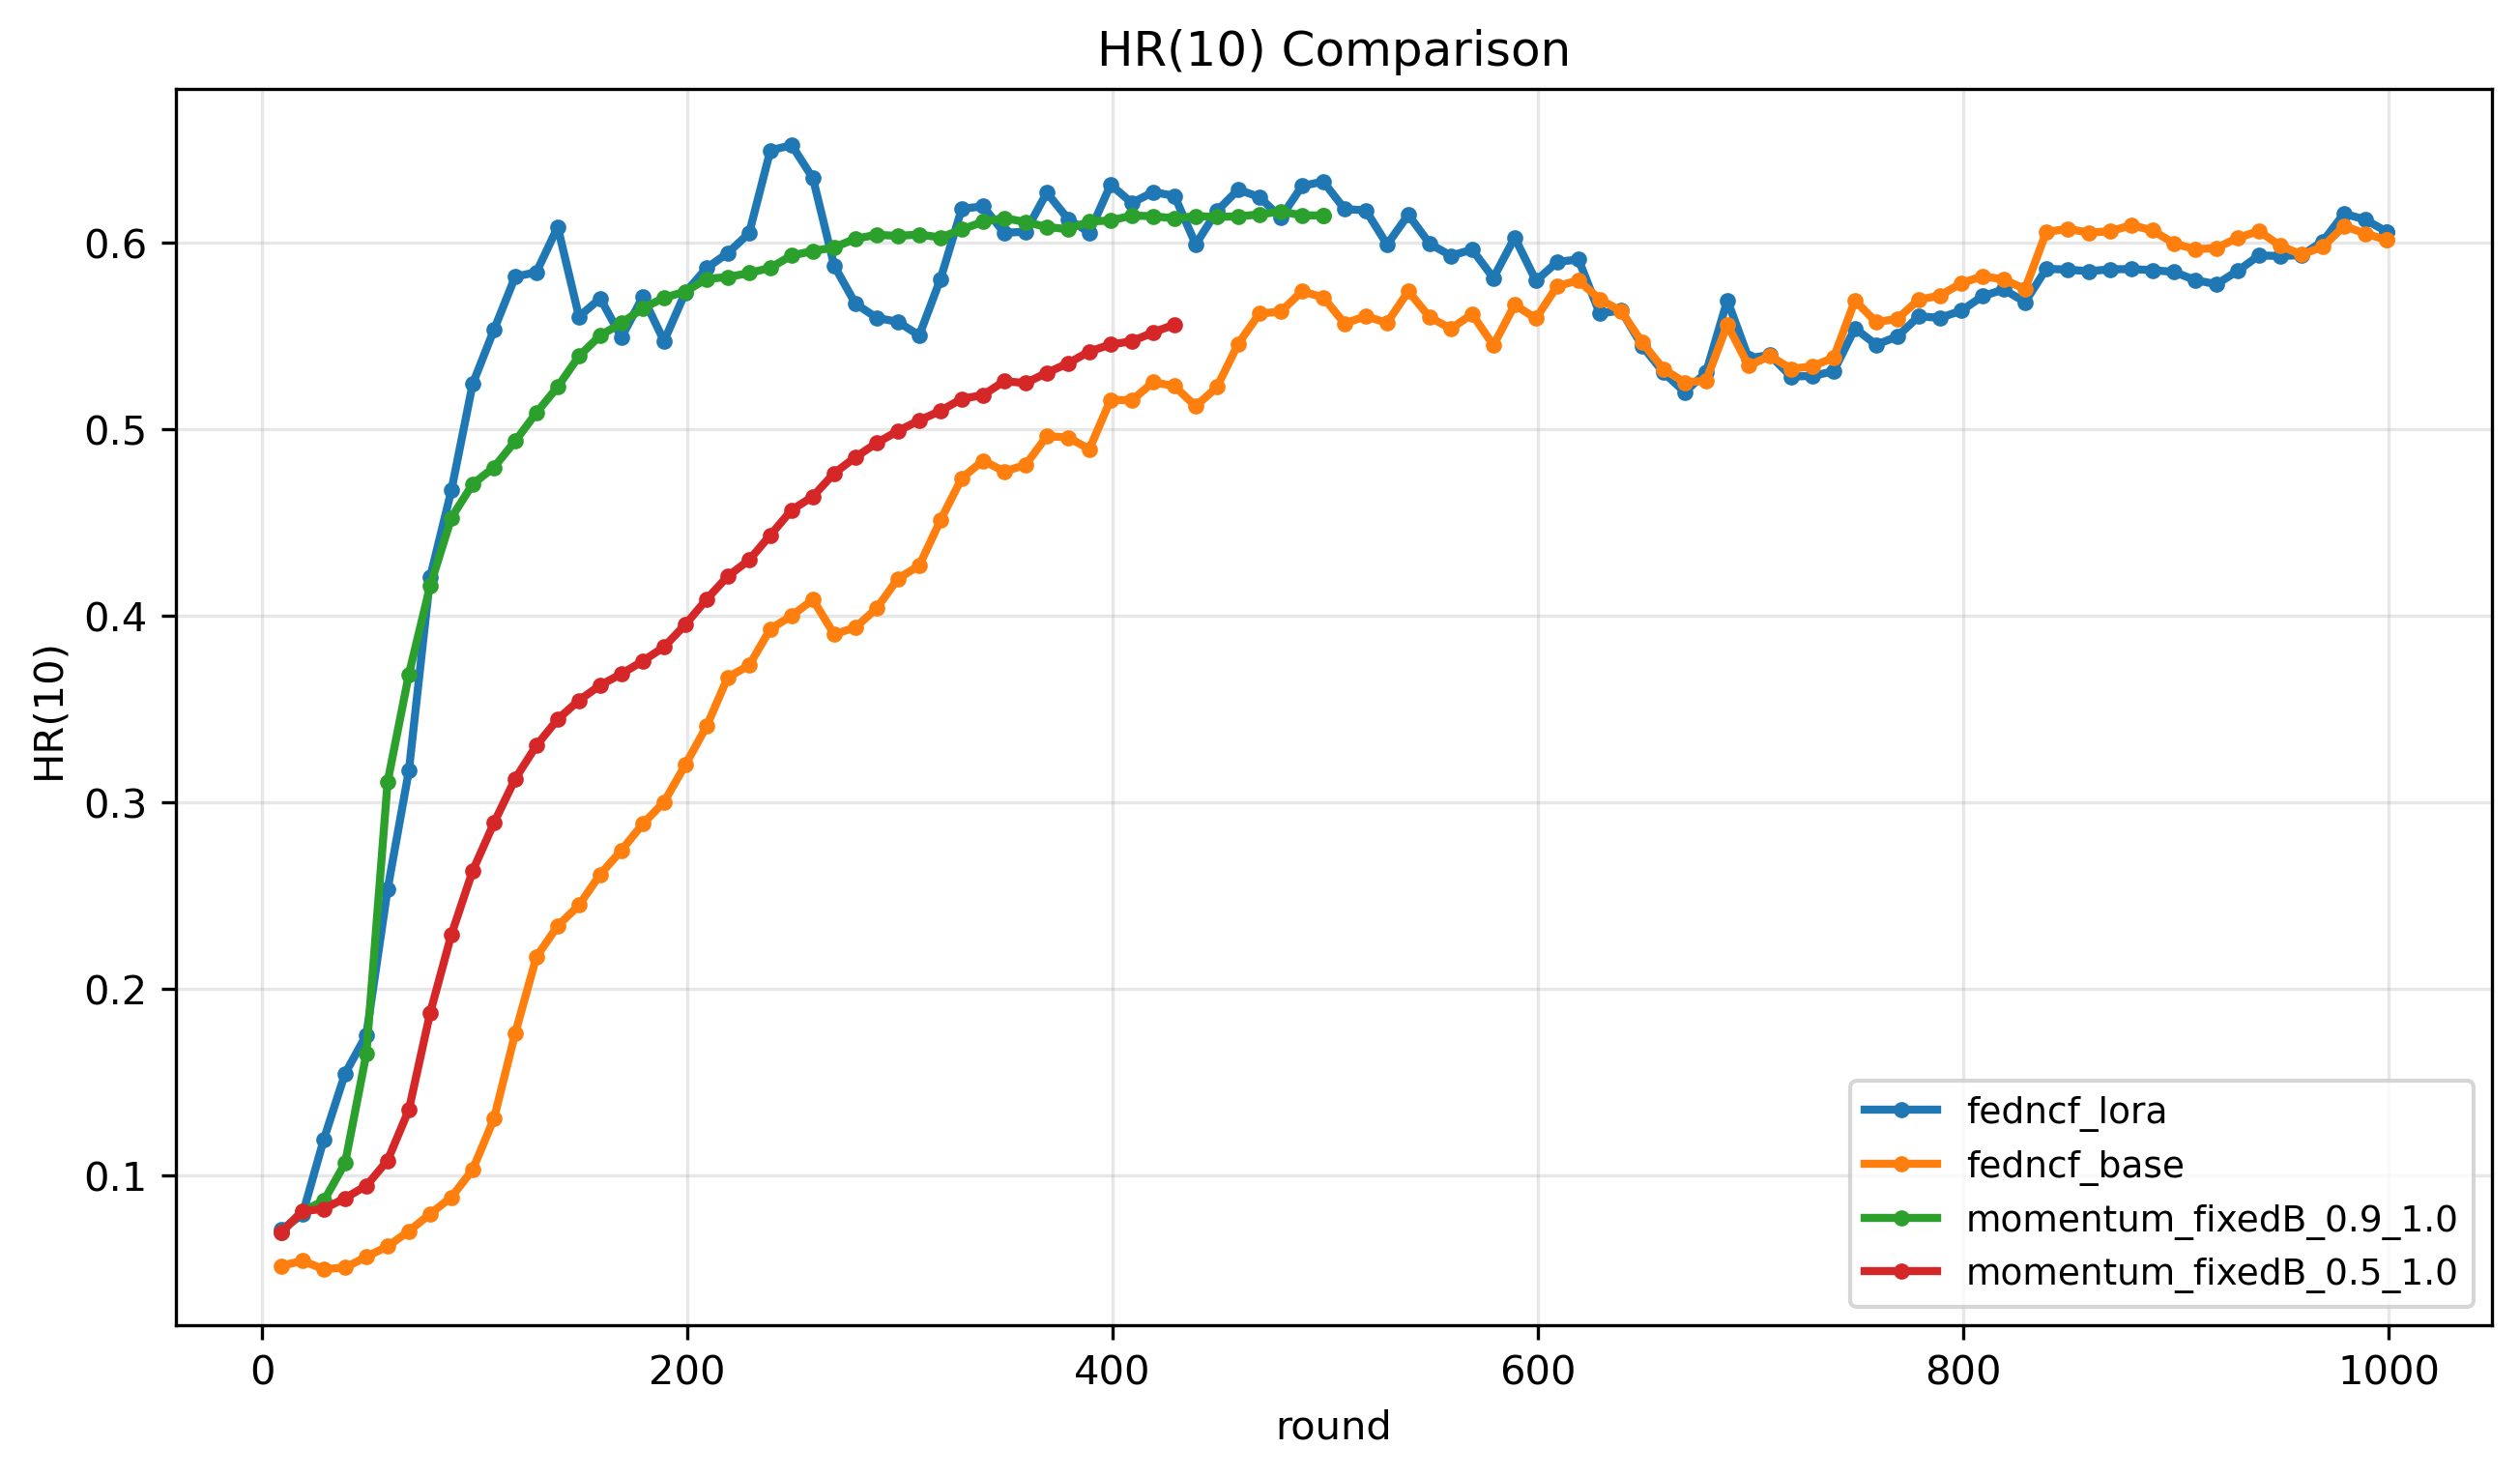 HR(10) Comparison
HR(10)
0.6
0.5
0.4
0.3
0.2
0.1
0
200
400
600
800
1000
round
fedncf_lora
fedncf_base
momentum_fixedB_0.9_1.0
momentum_fixedB_0.5_1.0